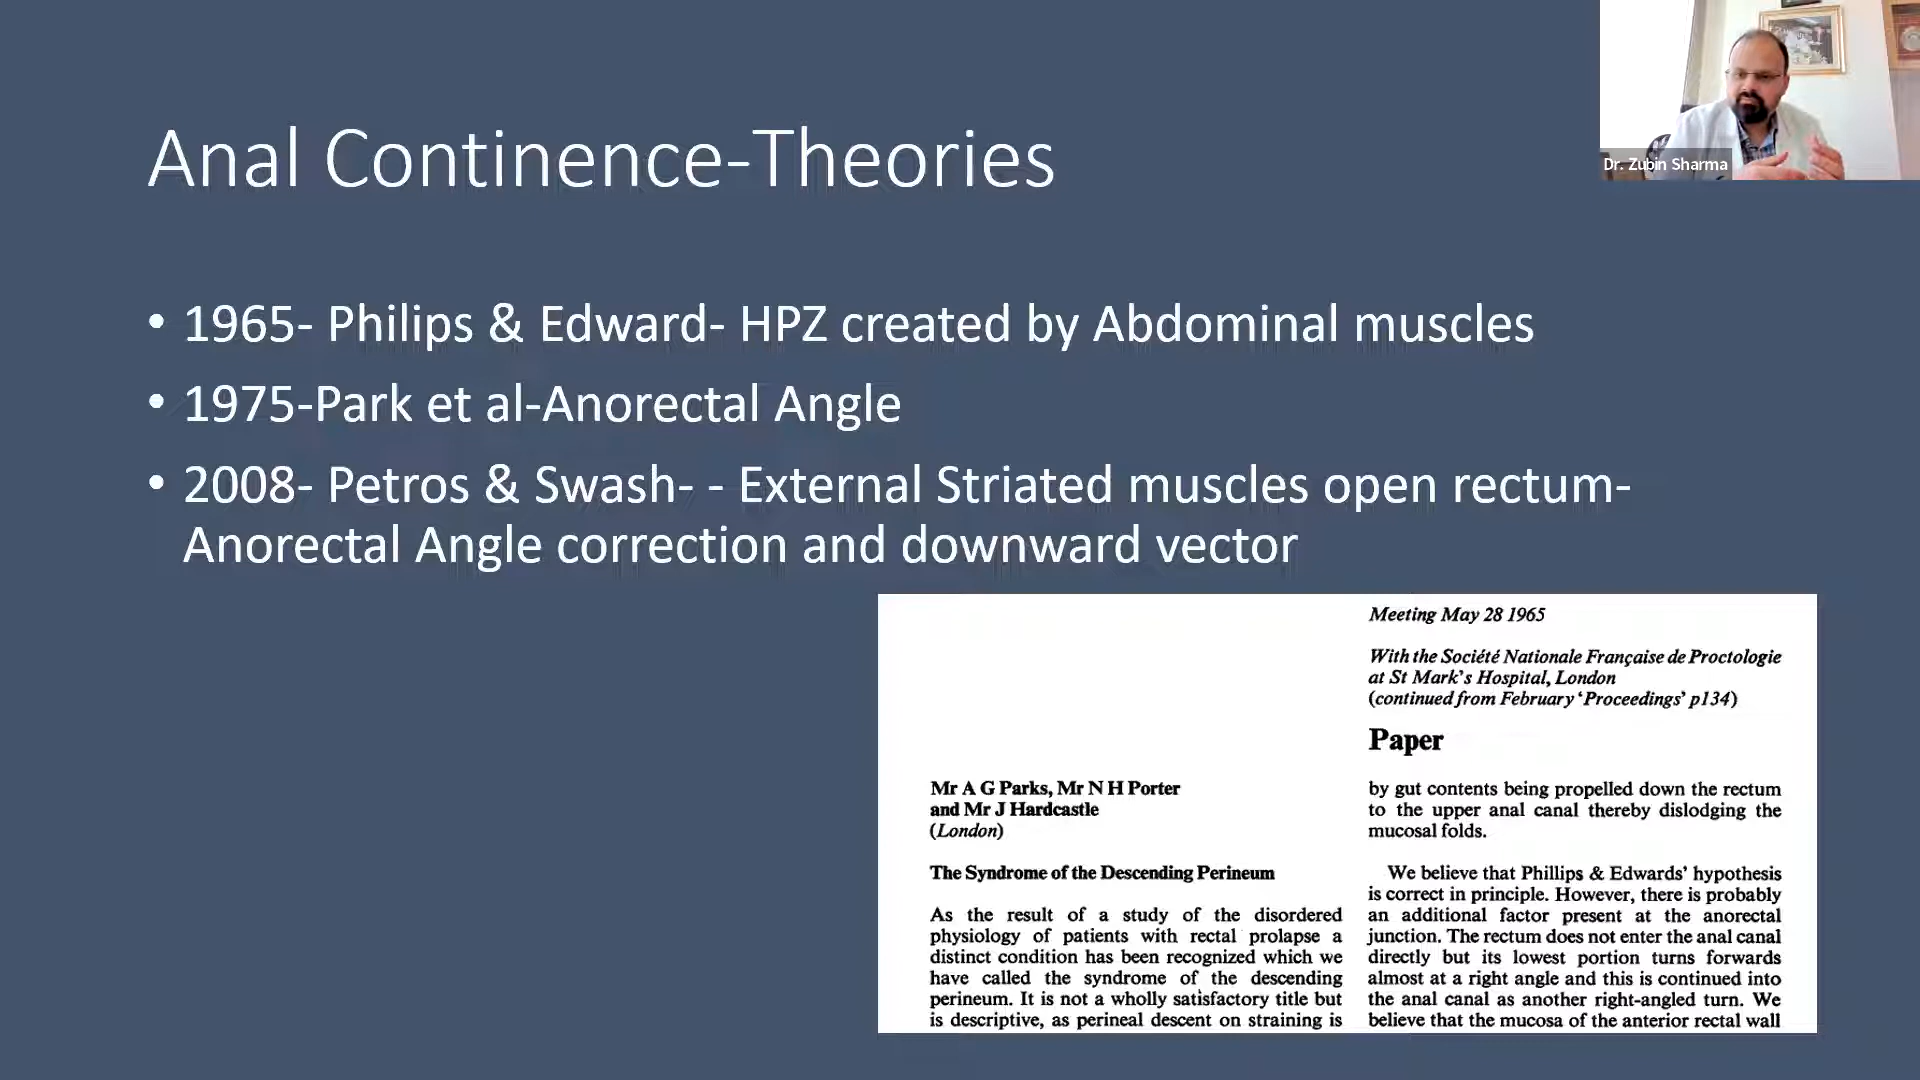 Dr. Zubin Sharma
Anal Continence-Theories
• 1965- Philips & Edward- HPZ created by Abdominal muscles
• 1975-Park et al-Anorectal Angle
• 2008- Petros & Swash- - External Striated muscles open rectum-
Anorectal Angle correction and downward vector
Mr A G Parks, Mr N H Porter
and Mr J Hardcastle
(London)
The Syndrome of the Descending Perineum
As the result of a study of the disordered
physiology of patients with rectal prolapse a
distinct condition has been recognized which we
have called the syndrome of the descending
perineum. It is not a wholly satisfactory title but
is descriptive, as perineal descent on straining is
Meeting May 28 1965
With the Société Nationale Française de Proctologie
at St Mark's Hospital, London
(continued from February ‘Proceedings’ p134)
Paper
by gut contents being propelled down the rectum
to the upper anal canal thereby dislodging the
mucosal folds.
We believe that Phillips & Edwards’ hypothesis
is correct in principle. However, there is probably
an additional factor present at the anorectal
junction. The rectum does not enter the anal canal
directly but its lowest portion turns forwards
almost at a right angle and this is continued into
the anal canal as another right-angled turn. We
believe that the mucosa of the anterior rectal wall